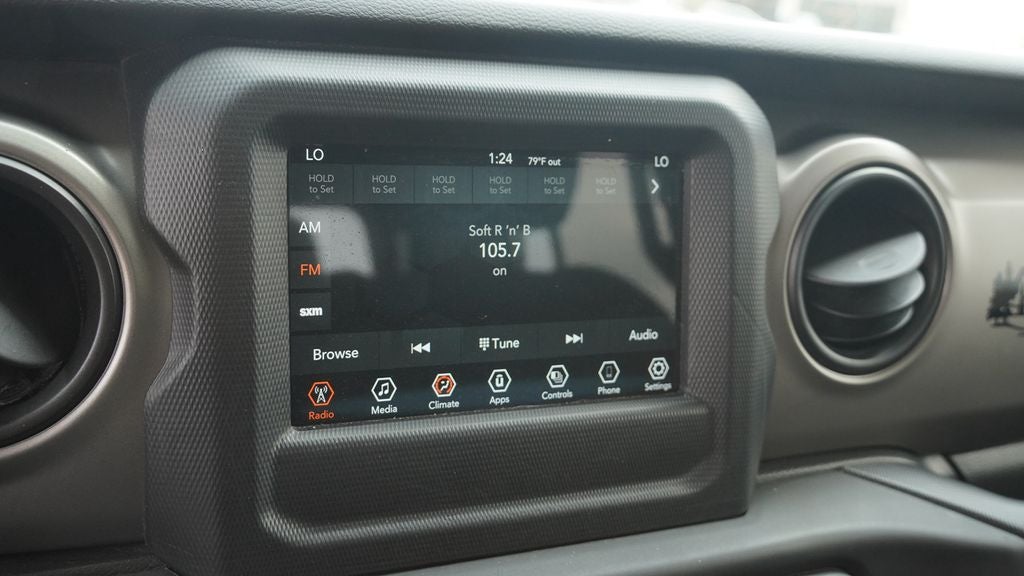 LO 1:24 79°F out LO
HOLD HOLD HOLD HOLD HOLD HOLD
to Set to Set to Set to Set to Set to Set
AM
Soft R 'n' B
105.7
FM
on
sxm
Browse Tune Audio
Radio Media Climate Apps Controls Phone Settings